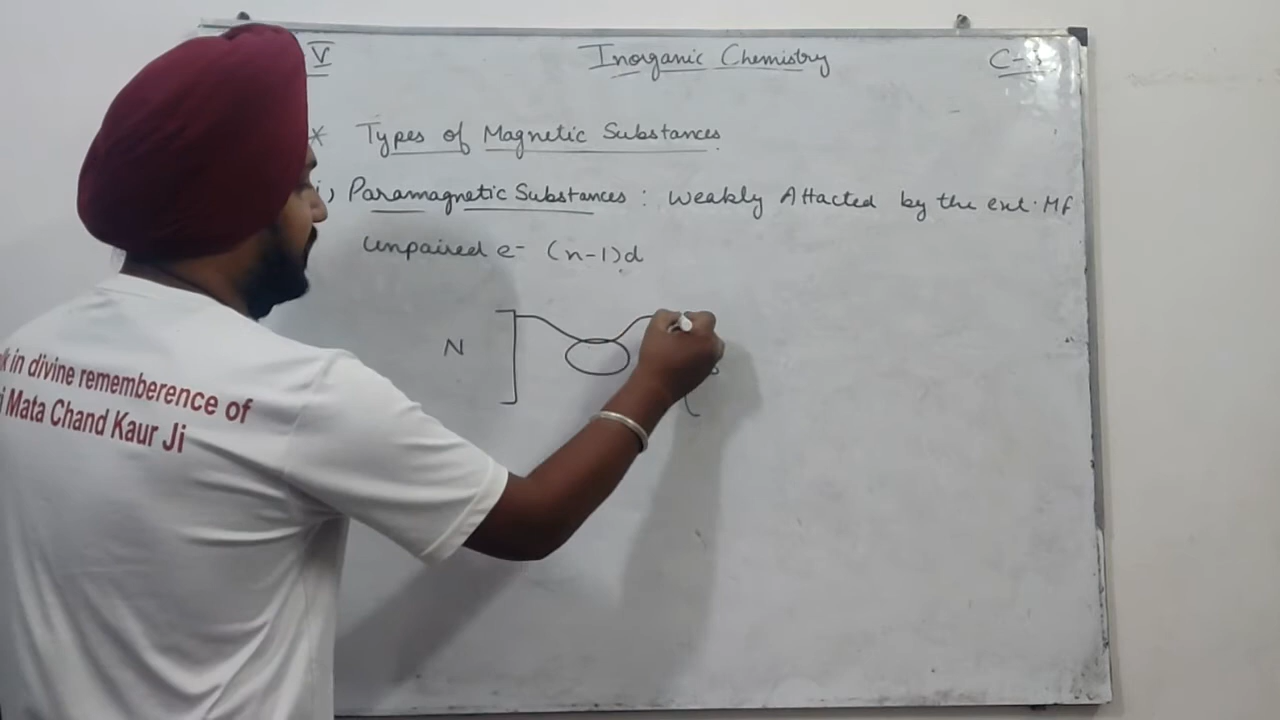 V
Inorganic Chemistry
C-3
* Types of Magnetic Substances
i) Paramagnetic Substances : Weakly Attacted by the ext. Mf
Unpaired e- (n-1)d
N
in divine rememberence of
Mata Chand Kaur Ji